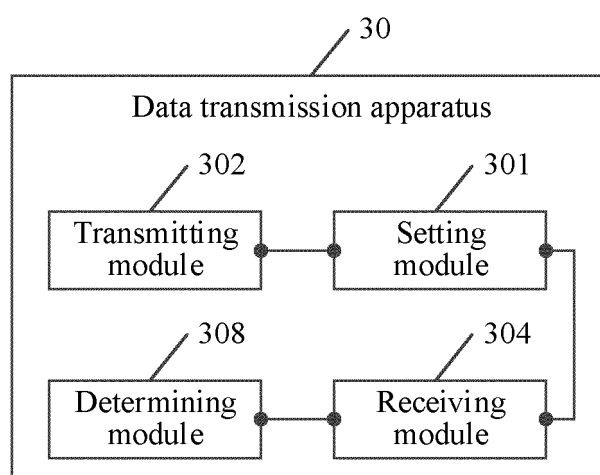 30
Data transmission apparatus
302
301
Transmitting
module
Setting
module
308
304
Determining
module
Receiving
module